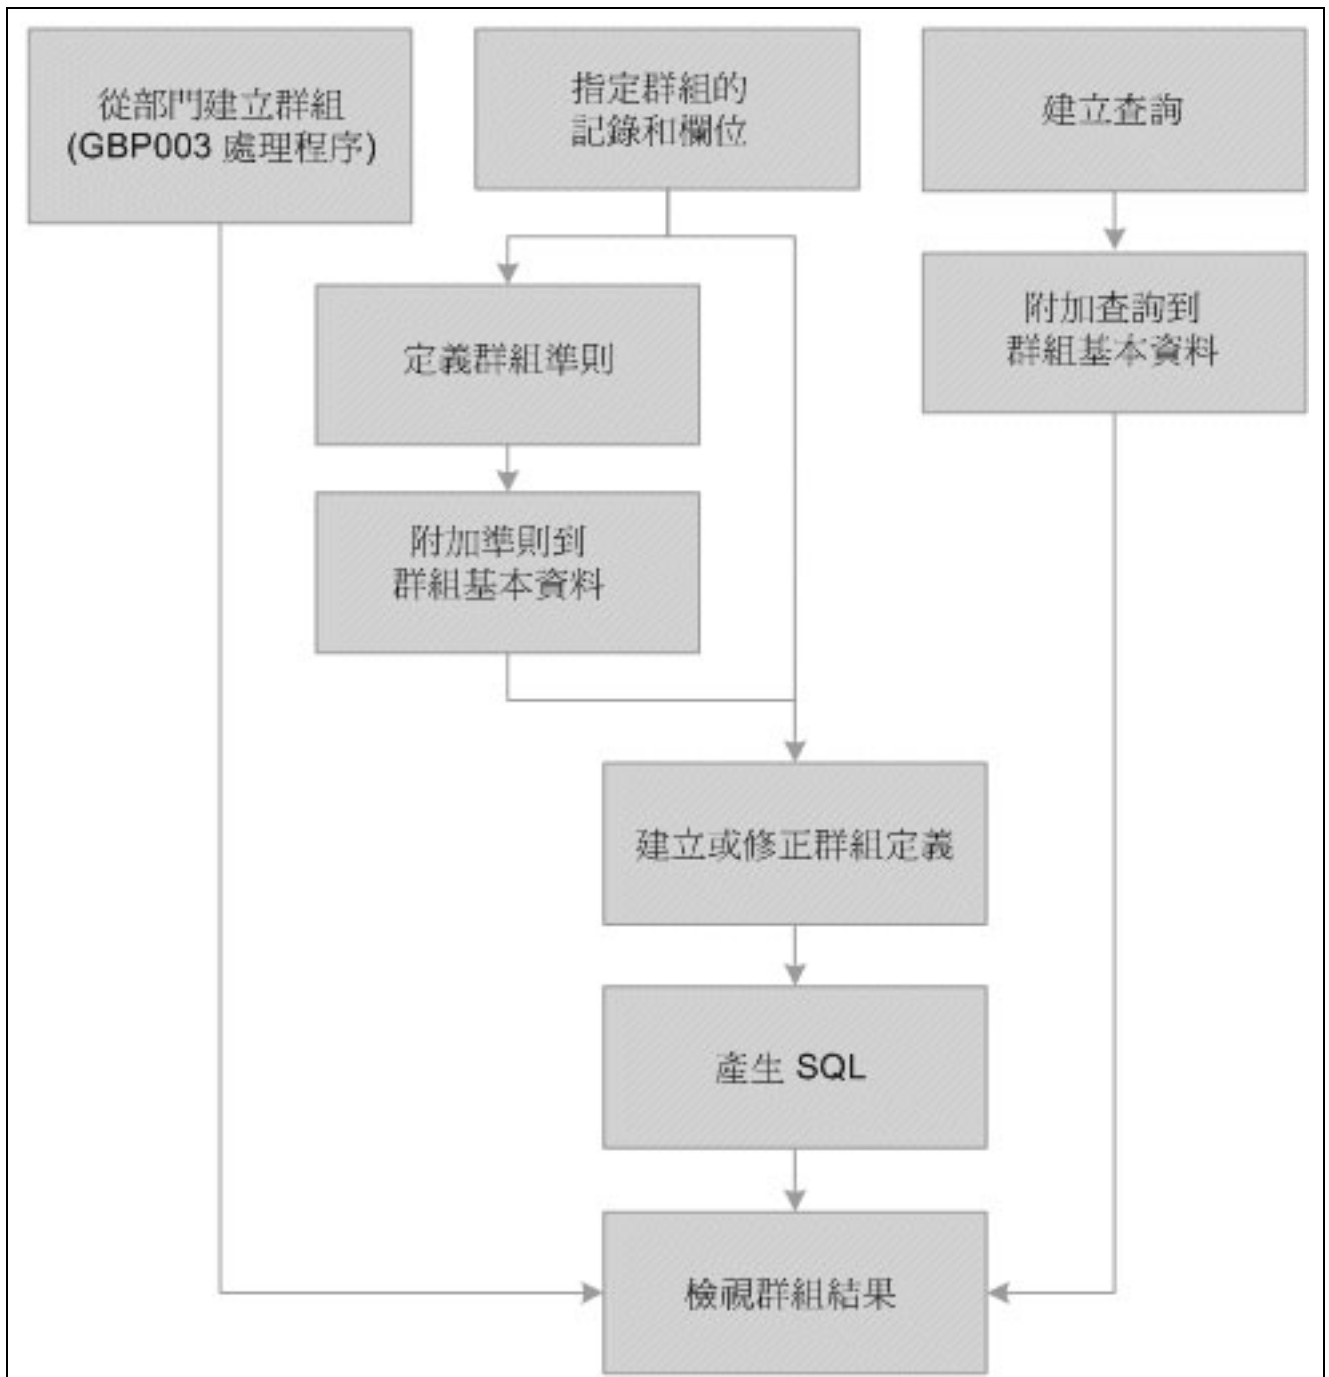 從部門建立群組
(GBP003 處理程序)
指定群組的
記錄和欄位
建立查詢
附加查詢到
群組基本資料
定義群組準則
附加準則到
群組基本資料
建立或修正群組定義
產生 SQL
檢視群組結果